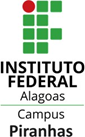 INSTITUTO
FEDERAL
Alagoas
Campus
Piranhas